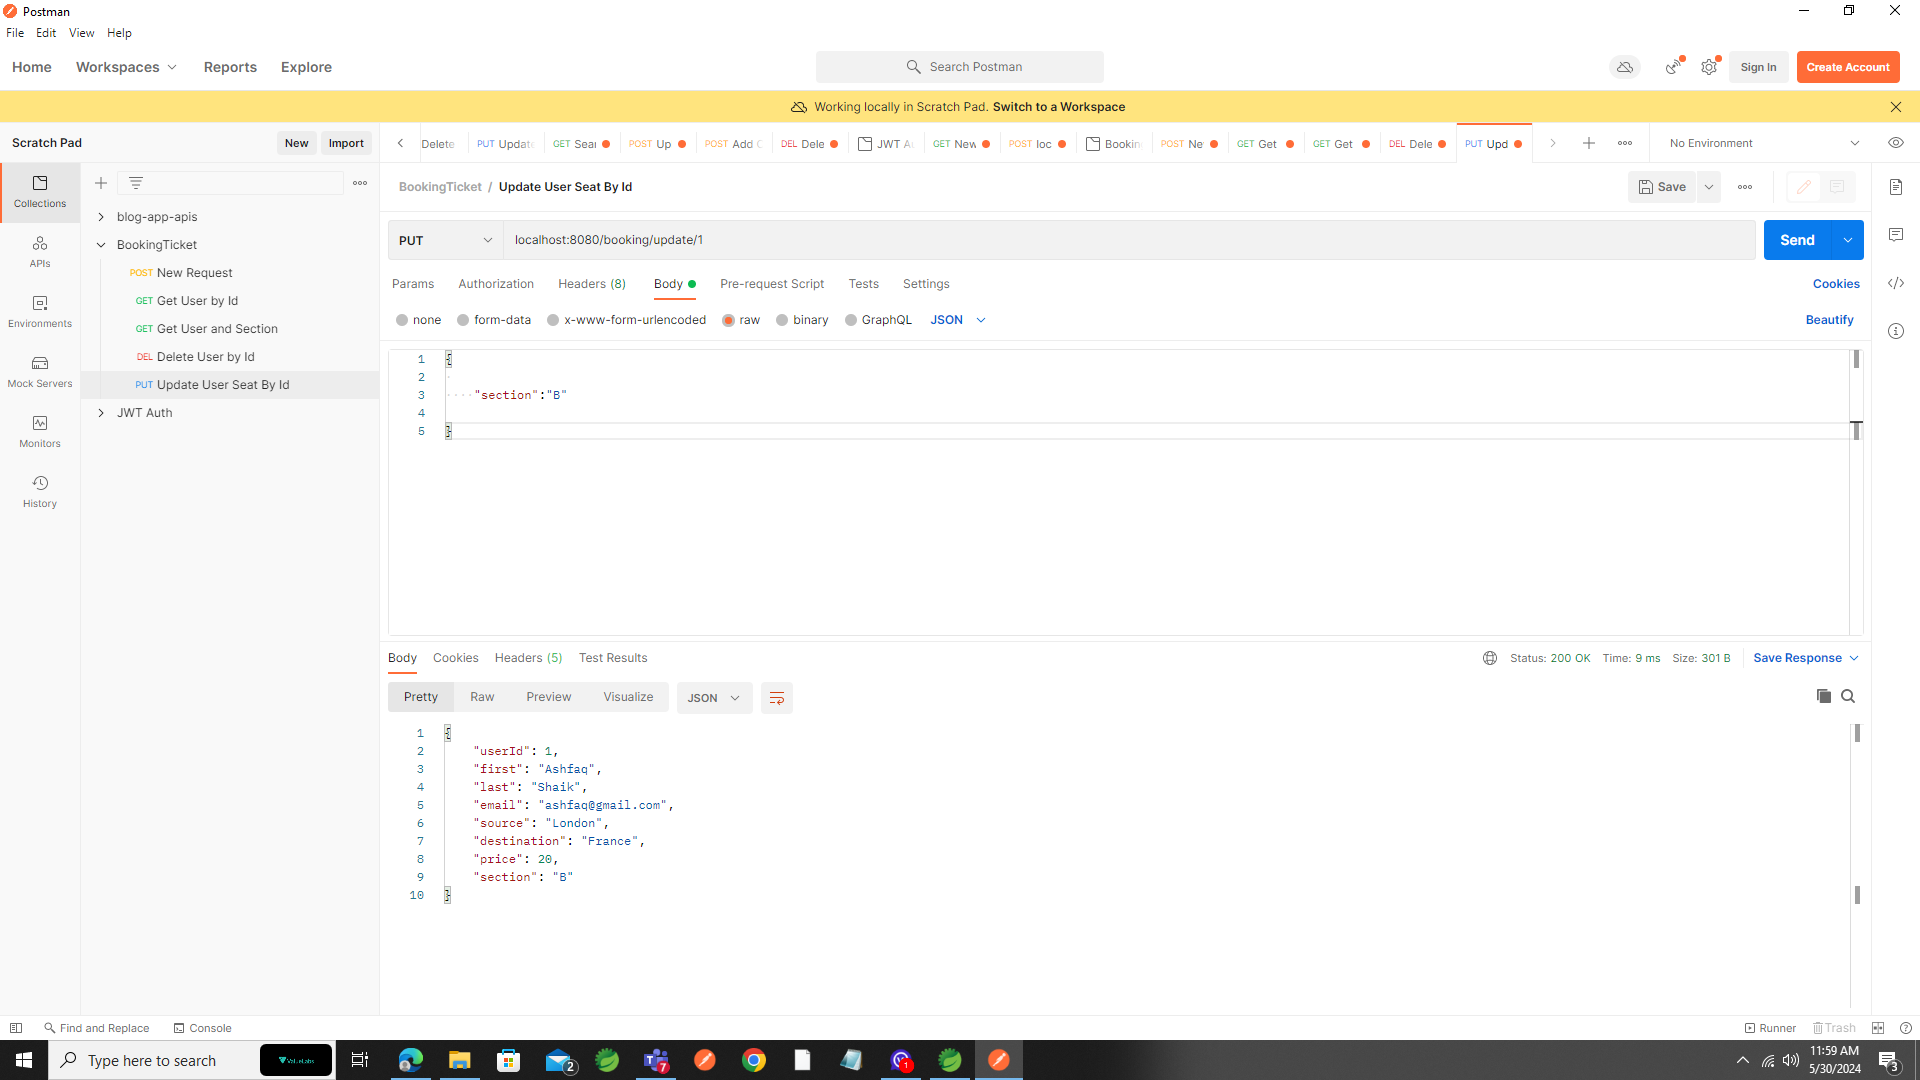 Postman
File Edit View Help
Home Workspaces Reports Explore
Search Postman
Sign In
Create Account
Working locally in Scratch Pad. Switch to a Workspace
Scratch Pad
New
Import
Delete
PUT Update
GET Sear
POST Up
POST Add
DEL Dele
JWT A
GET New
POST loc
Bookin
POST Ne
GET Get
GET Get
DEL Dele
PUT Upd
No Environment
Collections
APIs
Environments
Mock Servers
Monitors
History
blog-app-apis
BookingTicket
POST New Request
GET Get User by Id
GET Get User and Section
DEL Delete User by Id
PUT Update User Seat By Id
JWT Auth
BookingTicket / Update User Seat By Id
Save
PUT
localhost:8080/booking/update/1
Send
Params Authorization Headers (8) Body Pre-request Script Tests Settings
Cookies
none form-data x-www-form-urlencoded raw binary GraphQL JSON
Beautify
1 {
2
3 "section":"B"
4
5 }
Body Cookies Headers (5) Test Results
Status: 200 OK Time: 9 ms Size: 301 B
Save Response
Pretty Raw Preview Visualize JSON
1 {
2 "userId": 1,
3 "first": "Ashfaq",
4 "last": "Shaik",
5 "email": "ashfaq@gmail.com",
6 "source": "London",
7 "destination": "France",
8 "price": 20,
9 "section": "B"
10 }
Find and Replace Console
Runner Trash
Type here to search
ValueLabs
2
7
1
11:59 AM
5/30/2024
3